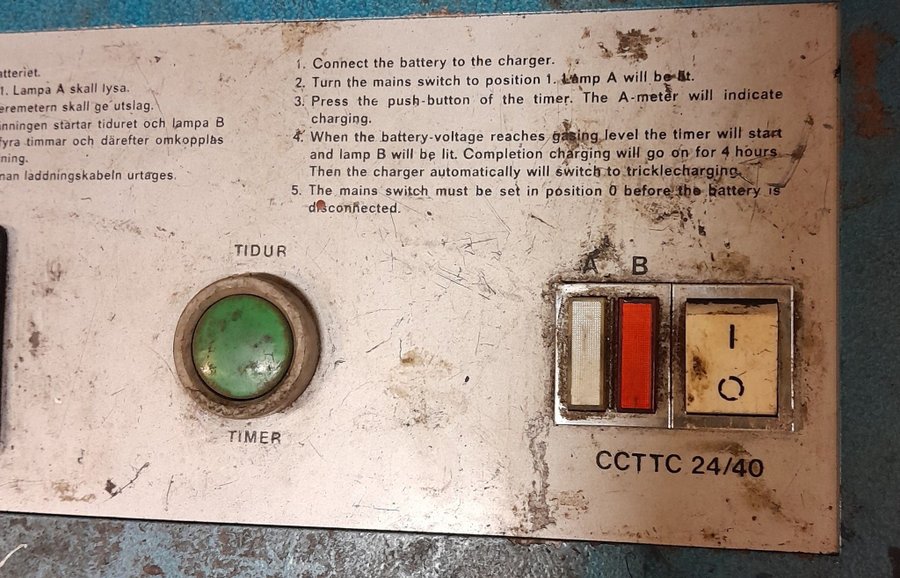 atteriet.
1. Lampa A skall lysa.
eremetern skall ge utslag.
änningen startar tiduret och lampa B
fyra timmar och därefter omkopplas
ning.
nan laddningskabeln urtages.
1. Connect the battery to the charger.
2. Turn the mains switch to position 1. Lamp A will be lit.
3. Press the push-button of the timer. The A-meter will indicate
charging.
4. When the battery-voltage reaches gasing level the timer will start
and lamp B will be lit. Completion charging will go on for 4 hours
Then the charger automatically will switch to tricklecharging.
5. The mains switch must be set in position 0 before the battery is
disconnected.
TIDUR
TIMER
A B
I
O
CCTTC 24/40